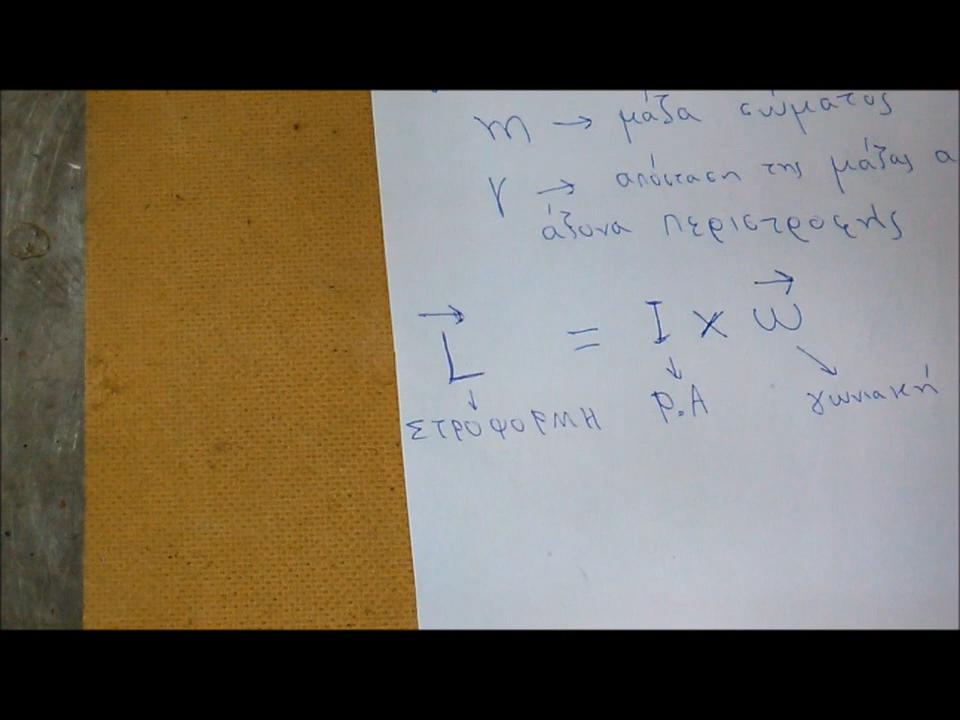 m → μάζα σώματος
r → απόσταση της μάζας α
άξονα περιστροφής
L = I x ω
ΣΤΡΟΦΟΡΜΗ Ρ.Α γωνιακή